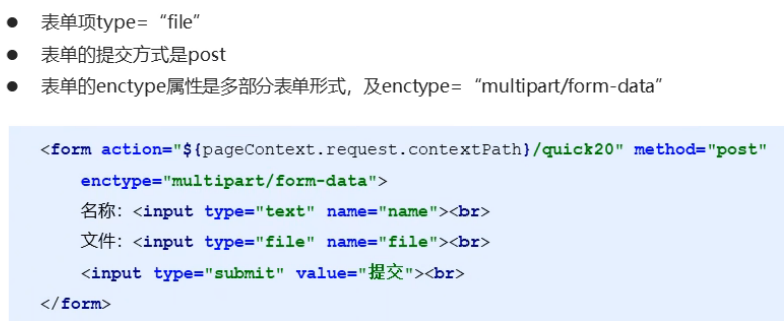 ● 表单项type=“file”
● 表单的提交方式是post
● 表单的enctype属性是多部分表单形式，及enctype=“multipart/form-data”
<form action="${pageContext.request.contextPath}/quick20" method="post"
enctype="multipart/form-data">
名称：<input type="text" name="name"><br>
文件：<input type="file" name="file"><br>
<input type="submit" value="提交"><br>
</form>